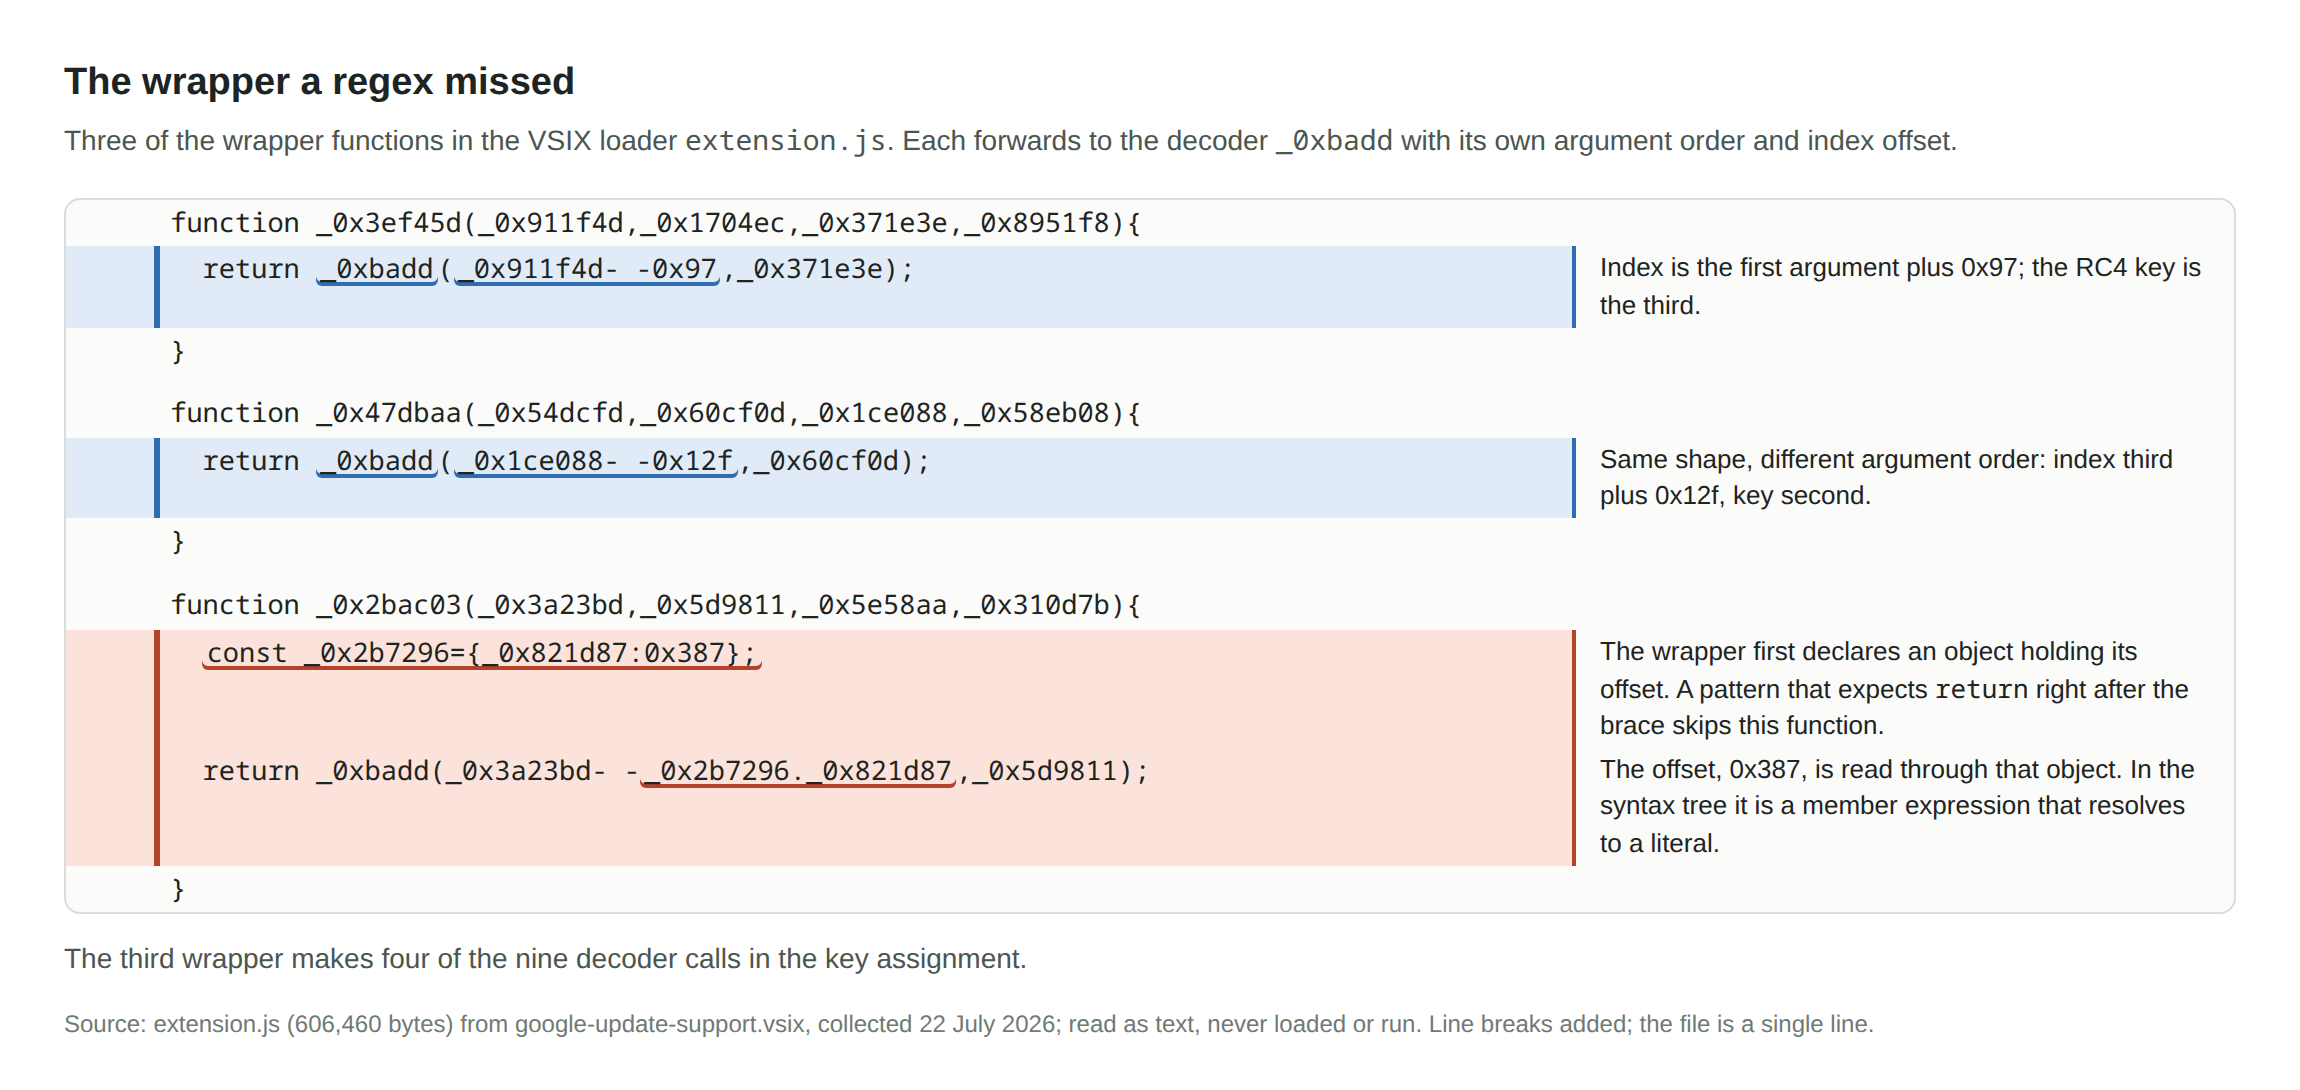 The wrapper a regex missed
Three of the wrapper functions in the VSIX loader extension.js. Each forwards to the decoder _0xbadd with its own argument order and index offset.
function _0x3ef45d(_0x911f4d,_0x1704ec,_0x371e3e,_0x8951f8){
return _0xbadd(_0x911f4d- -0x97,_0x371e3e);
Index is the first argument plus 0x97; the RC4 key is
the third.
}
function _0x47dbaa(_0x54dcfd,_0x60cf0d,_0x1ce088,_0x58eb08){
return _0xbadd(_0x1ce088- -0x12f,_0x60cf0d);
Same shape, different argument order: index third
plus 0x12f, key second.
}
function _0x2bac03(_0x3a23bd,_0x5d9811,_0x5e58aa,_0x310d7b){
const _0x2b7296={_0x821d87:0x387};
The wrapper first declares an object holding its
offset. A pattern that expects return right after the
brace skips this function.
return _0xbadd(_0x3a23bd- -_0x2b7296._0x821d87,_0x5d9811);
The offset, 0x387, is read through that object. In the
syntax tree it is a member expression that resolves
to a literal.
}
The third wrapper makes four of the nine decoder calls in the key assignment.
Source: extension.js (606,460 bytes) from google-update-support.vsix, collected 22 July 2026; read as text, never loaded or run. Line breaks added; the file is a single line.